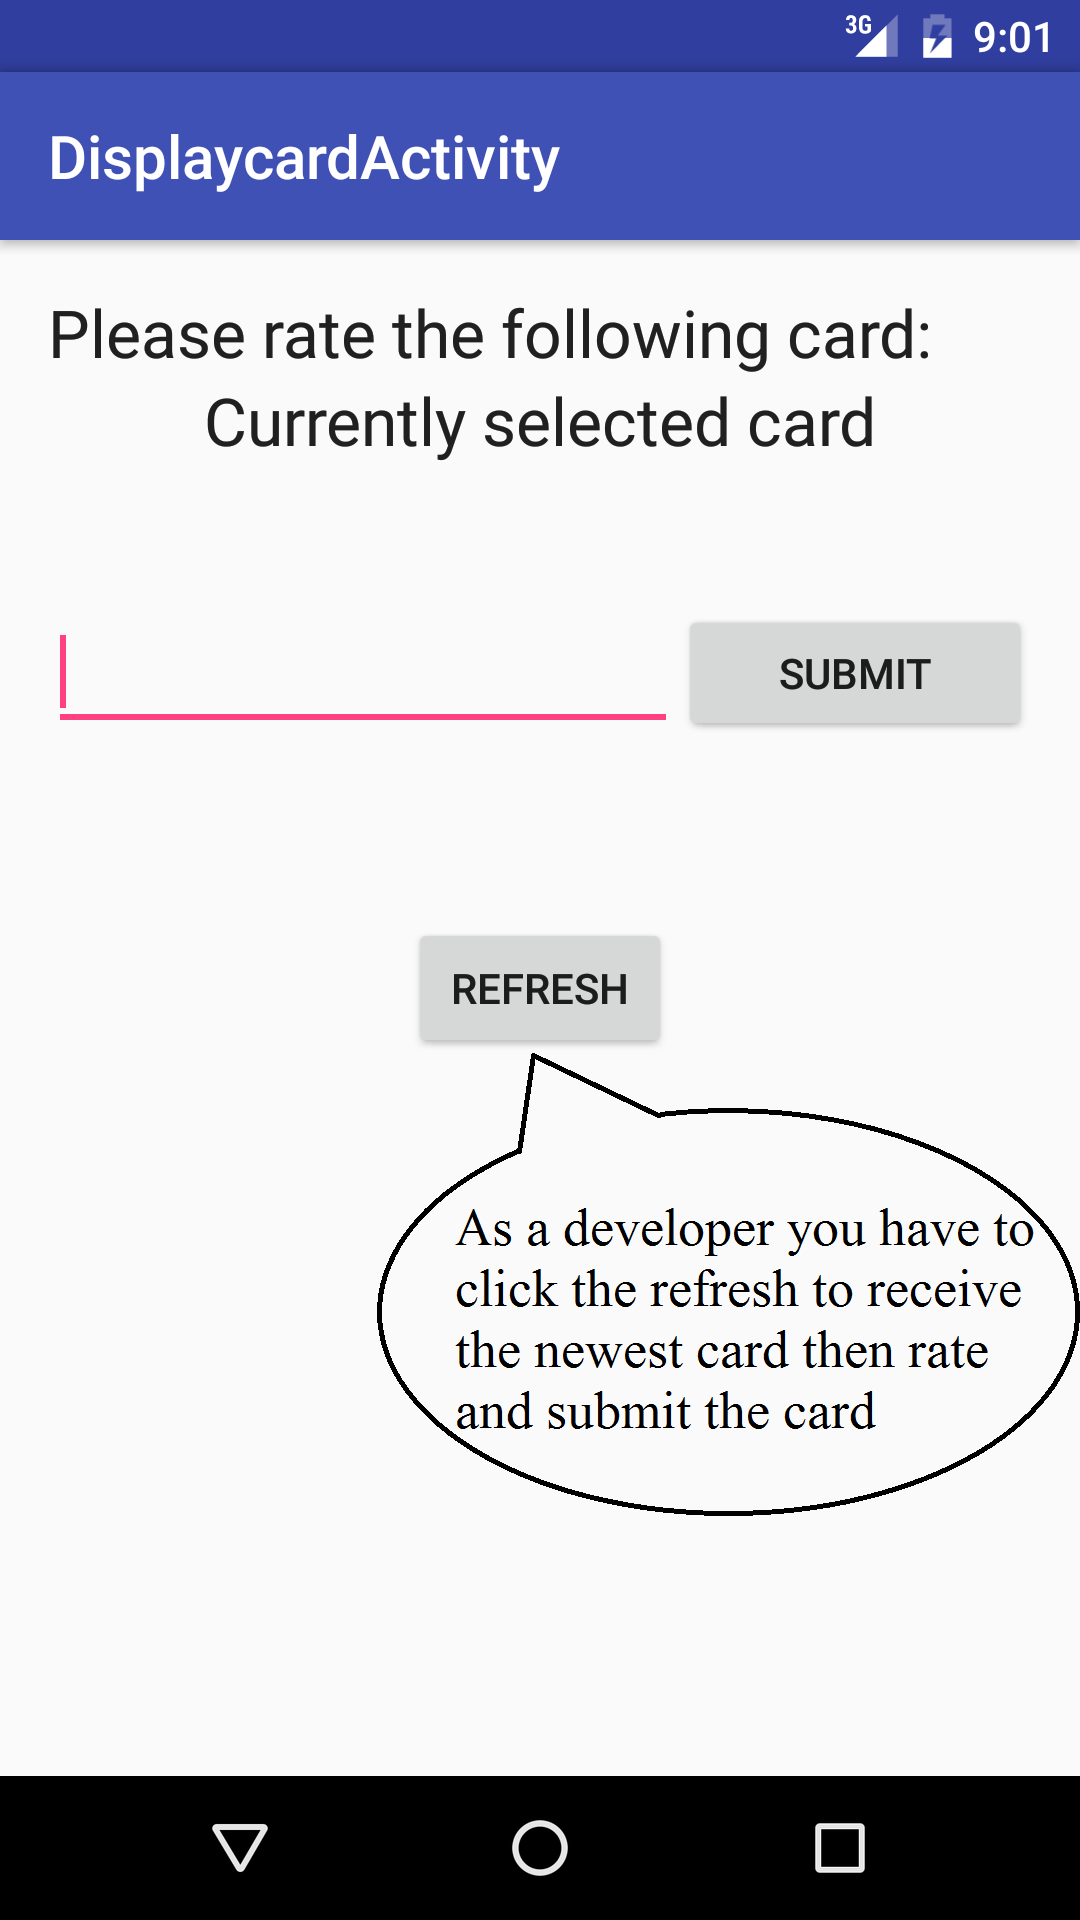 3G 9:01
DisplaycardActivity
Please rate the following card:
Currently selected card
SUBMIT
REFRESH
As a developer you have to
click the refresh to receive
the newest card then rate
and submit the card